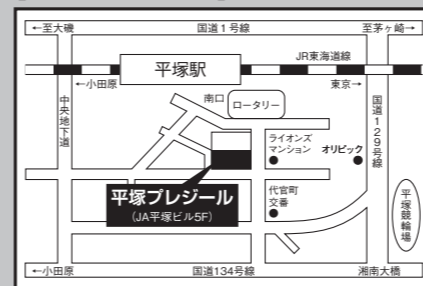 ←至大磯
国道1号線
至茅ヶ崎→
JR東海道線
平塚駅
←小田原
東京→
中央地下道
南口
ロータリー
国道129号線
ライオンズ
マンション
オリピック
平塚プレジール
(JA平塚ビル5F)
代官町
交番
平塚競輪場
←小田原
国道134号線
湘南大橋